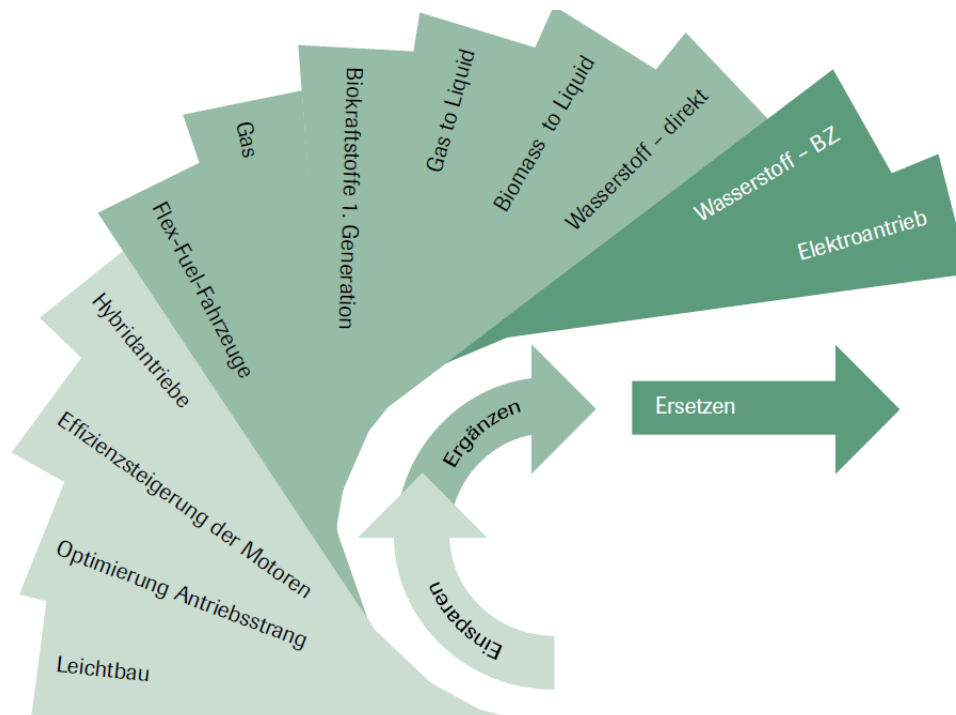 Leichtbau
Optimierung Antriebsstrang
Effizienzsteigerung der Motoren
Hybridantriebe
Flex-Fuel-Fahrzeuge
Gas
Biokraftstoffe 1. Generation
Gas to Liquid
Biomass to Liquid
Wasserstoff – direkt
Wasserstoff – BZ
Elektroantrieb
Einsparen
Ergänzen
Ersetzen